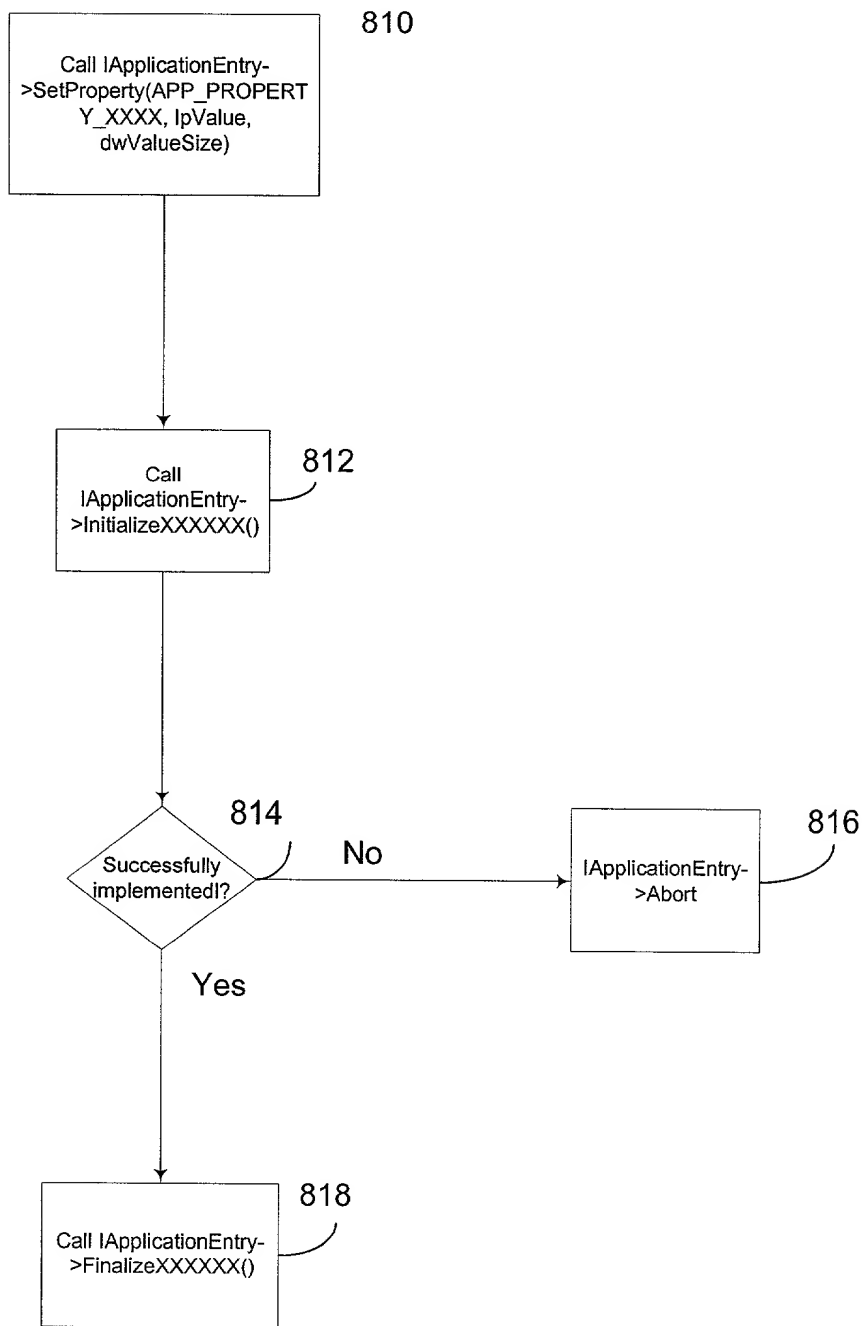 810
Call IApplicationEntry-
>SetProperty(APP_PROPERT
Y_XXXX, lpValue,
dwValueSize)
Call
IApplicationEntry-
>InitializeXXXXXX()
812
Successfully
implementedI?
814
No
IApplicationEntry-
>Abort
816
Yes
Call IApplicationEntry-
>FinalizeXXXXXX()
818